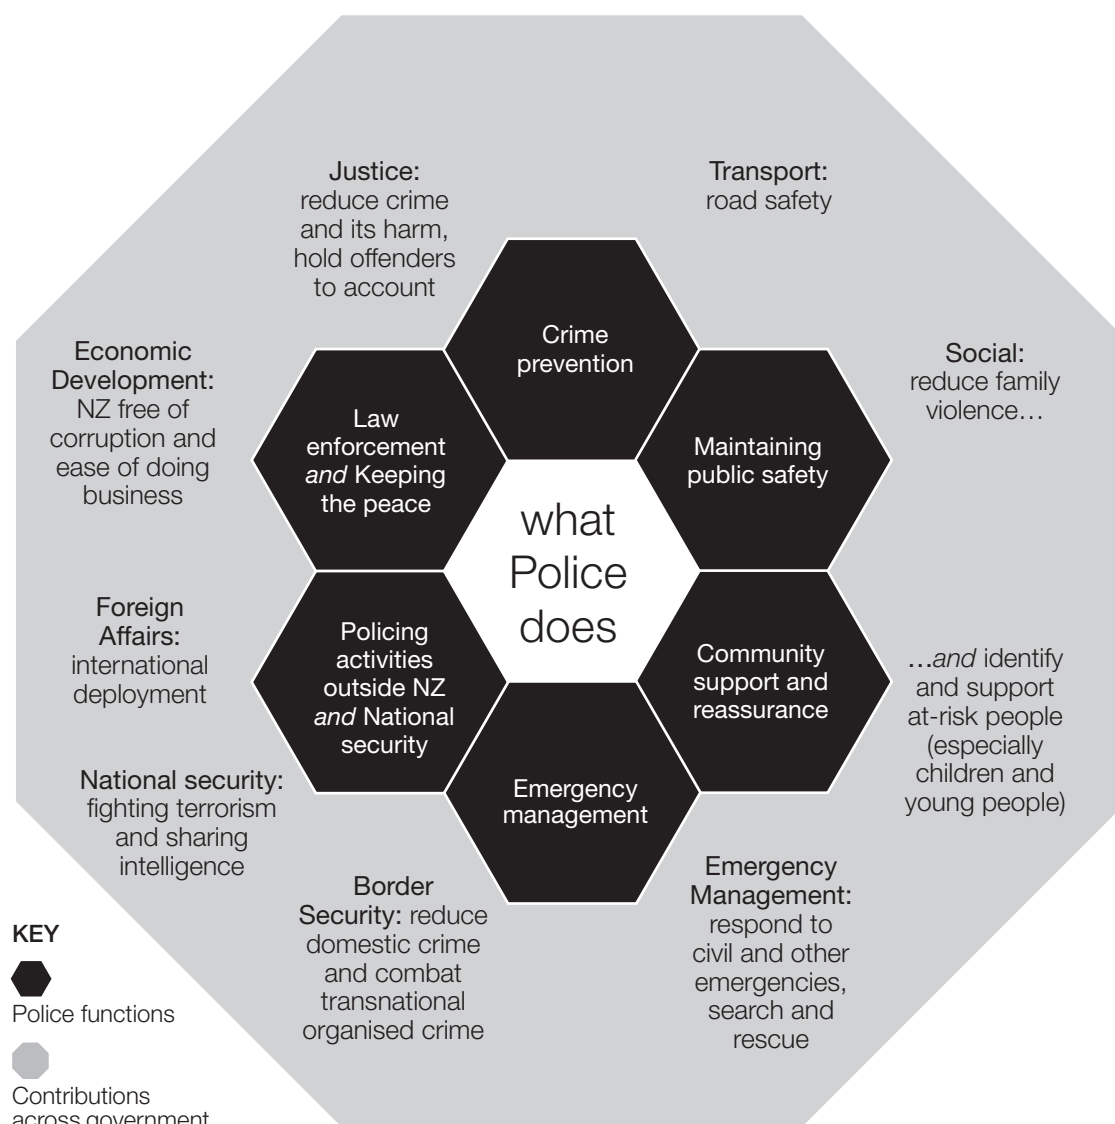 Justice:
reduce crime
and its harm,
hold offenders
to account
Transport:
road safety
Economic
Development:
NZ free of
corruption and
ease of doing
business
Social:
reduce family
violence…
Crime
prevention
Law
enforcement
and Keeping
the peace
Maintaining
public safety
what
Police
does
Foreign
Affairs:
international
deployment
Policing
activities
outside NZ
and National
security
Community
support and
reassurance
…and identify
and support
at-risk people
(especially
children and
young people)
National security:
fighting terrorism
and sharing
intelligence
Emergency
management
Border
Security: reduce
domestic crime
and combat
transnational
organised crime
Emergency
Management:
respond to
civil and other
emergencies,
search and
rescue
KEY
Police functions
Contributions
across government